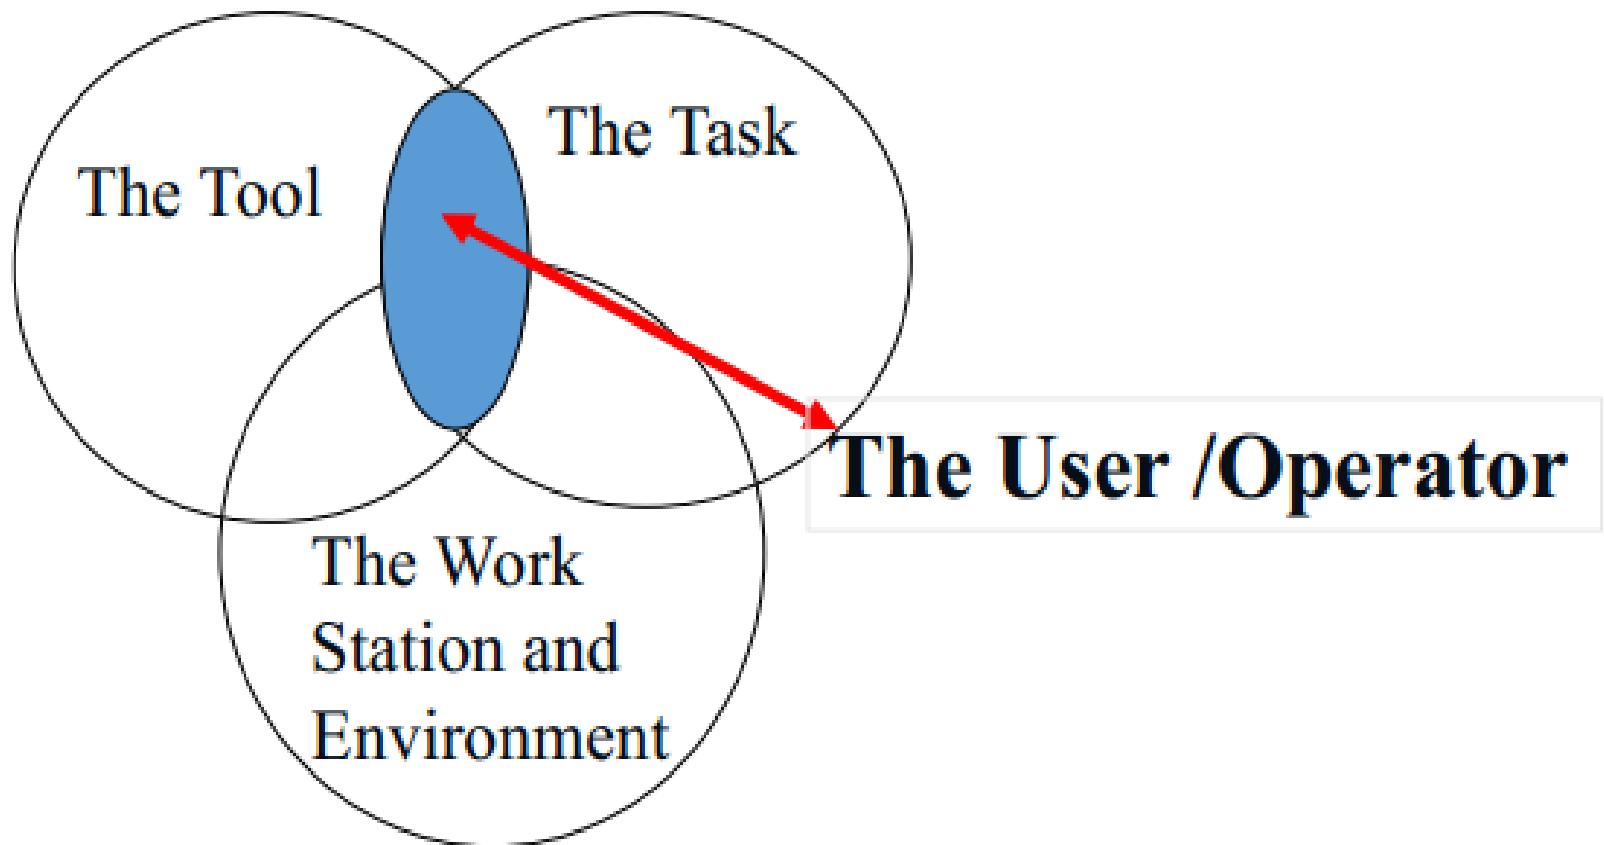 The Tool
The Task
The User /Operator
The Work
Station and
Environment